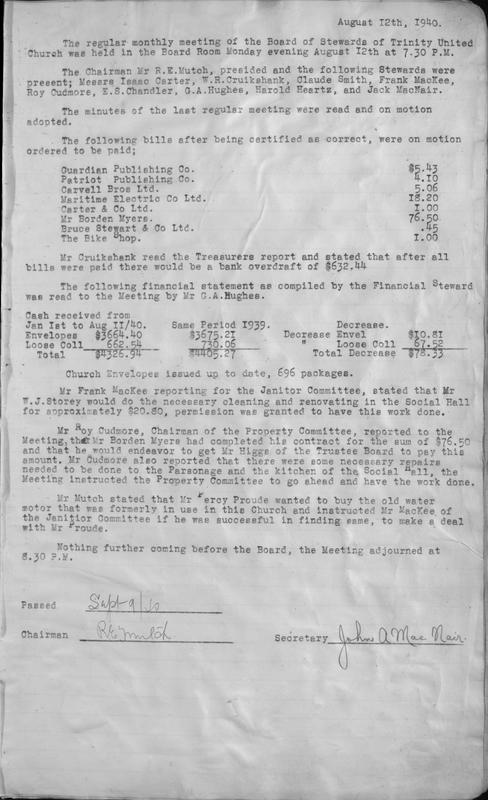 August 12th, 1940.
The regular monthly meeting of the Board of Stewards of Trinity United
Church was held in the Board Room Monday evening August 12th at 7.30 P.M.
The Chairman Mr R.E.Mutch, presided and the following Stewards were
present; Messrs Isaac Carter, W.R.Cruikshank, Claude Smith, Frank MacKee,
Roy Cudmore, E.S.Chandler, G.A.Hughes, Harold Heartz, and Jack MacNair.
The minutes of the last regular meeting were read and on motion
adopted.
The following bills after being certified as correct, were on motion
ordered to be paid;
Guardian Publishing Co. $5.43
Patriot Publishing Co. 4.10
Carvell Bros Ltd. 5.06
Maritime Electric Co Ltd. 18.20
Carter & Co Ltd. 1.00
Mr Borden Myers. 76.50
Bruce Stewart & Co Ltd. .45
The Bike Shop. 1.00
Mr Cruikshank read the Treasurers report and stated that after all
bills were paid there would be a bank overdraft of $632.44
The following financial statement as compiled by the Financial Steward
was read to the Meeting by Mr G.A.Hughes.
Cash received from
Jan 1st to Aug 11/40. Same Period 1939. Decrease.
Envelopes $3664.40 $3675.21 Decrease Envel $10.81
Loose Coll 662.54 730.06 " Loose Coll 67.52
Total $4326.94 $4405.27 Total Decrease $78.33
Church Envelopes issued up to date, 696 packages.
Mr Frank MacKee reporting for the Janitor Committee, stated that Mr
W.J.Storey would do the necessary cleaning and renovating in the Social Hall
for approximately $20.80, permission was granted to have this work done.
Mr Roy Cudmore, Chairman of the Property Committee, reported to the
Meeting, that Mr Borden Myers had completed his contract for the sum of $76.50
and that he would endeavor to get Mr Higgs of the Trustee Board to pay this
amount. Mr Cudmore also reported that there were some necessary repairs
needed to be done to the Parsonage and the kitchen of the Social Hall, the
Meeting instructed the Property Committee to go ahead and have the work done.
Mr Mutch stated that Mr Percy Proude wanted to buy the old water
motor that was formerly in use in this Church and instructed Mr MacKee of
the Janitior Committee if he was successful in finding same, to make a deal
with Mr Proude.
Nothing further coming before the Board, the Meeting adjourned at
8.30 P.M.
Passed Sept 9/40
Chairman R E Mutch
Secretary John A Mac Nair.